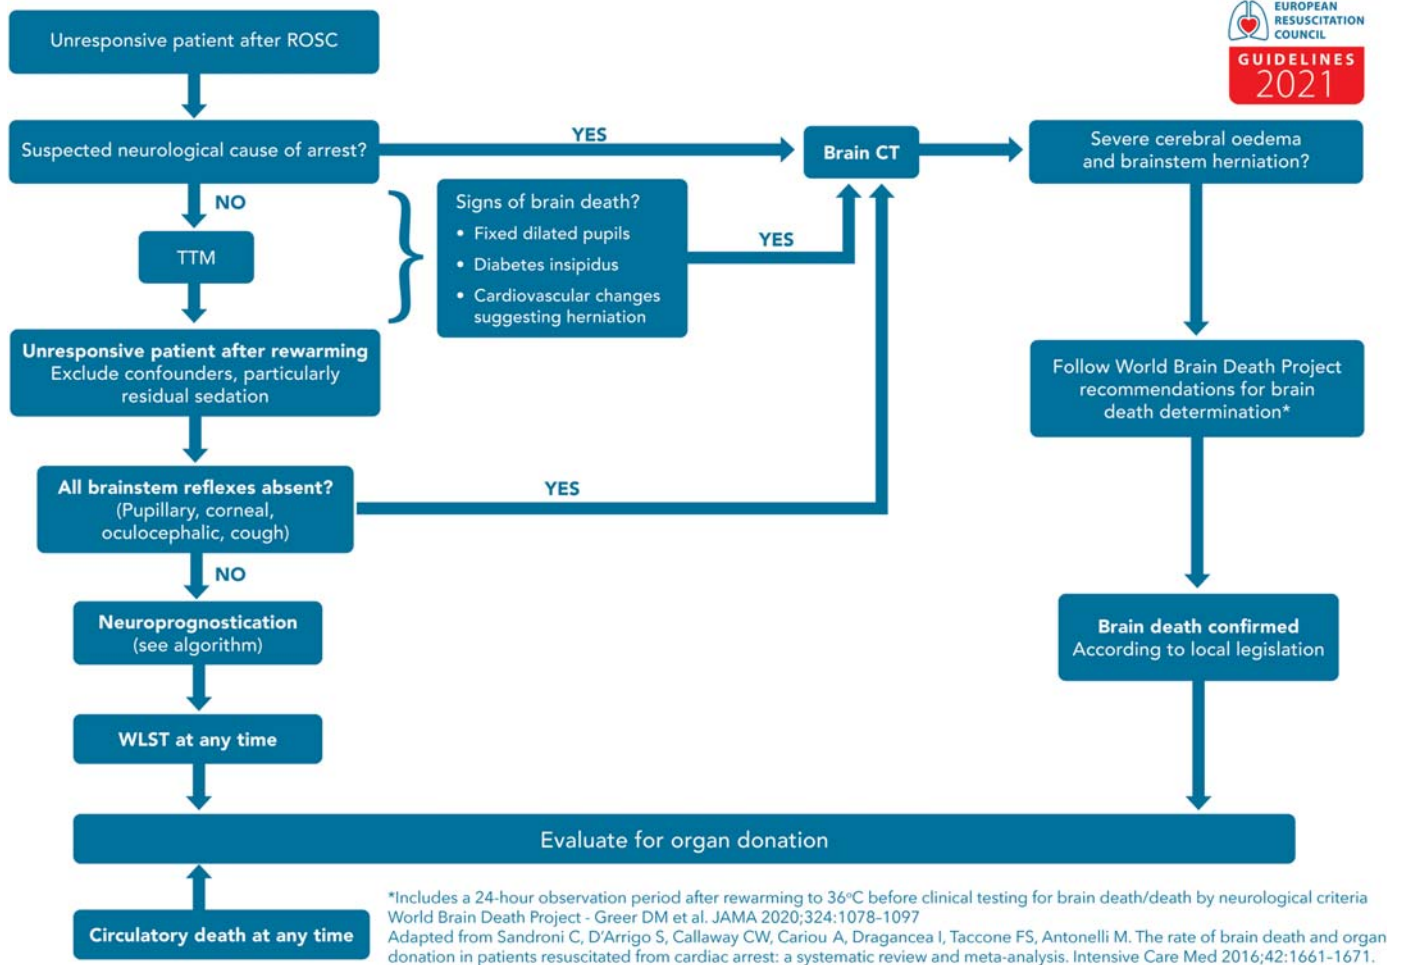 EUROPEAN
RESUSCITATION
COUNCIL
GUIDELINES
2021
Unresponsive patient after ROSC
Suspected neurological cause of arrest?
YES
Brain CT
Severe cerebral oedema
and brainstem herniation?
NO
TTM
Signs of brain death?
• Fixed dilated pupils
• Diabetes insipidus
• Cardiovascular changes
suggesting herniation
YES
Unresponsive patient after rewarming
Exclude confounders, particularly
residual sedation
Follow World Brain Death Project
recommendations for brain
death determination*
All brainstem reflexes absent?
(Pupillary, corneal,
oculocephalic, cough)
YES
NO
Neuroprognostication
(see algorithm)
Brain death confirmed
According to local legislation
WLST at any time
Evaluate for organ donation
Circulatory death at any time
*Includes a 24-hour observation period after rewarming to 36ºC before clinical testing for brain death/death by neurological criteria
World Brain Death Project - Greer DM et al. JAMA 2020;324:1078-1097
Adapted from Sandroni C, D'Arrigo S, Callaway CW, Cariou A, Dragancea I, Taccone FS, Antonelli M. The rate of brain death and organ
donation in patients resuscitated from cardiac arrest: a systematic review and meta-analysis. Intensive Care Med 2016;42:1661-1671.